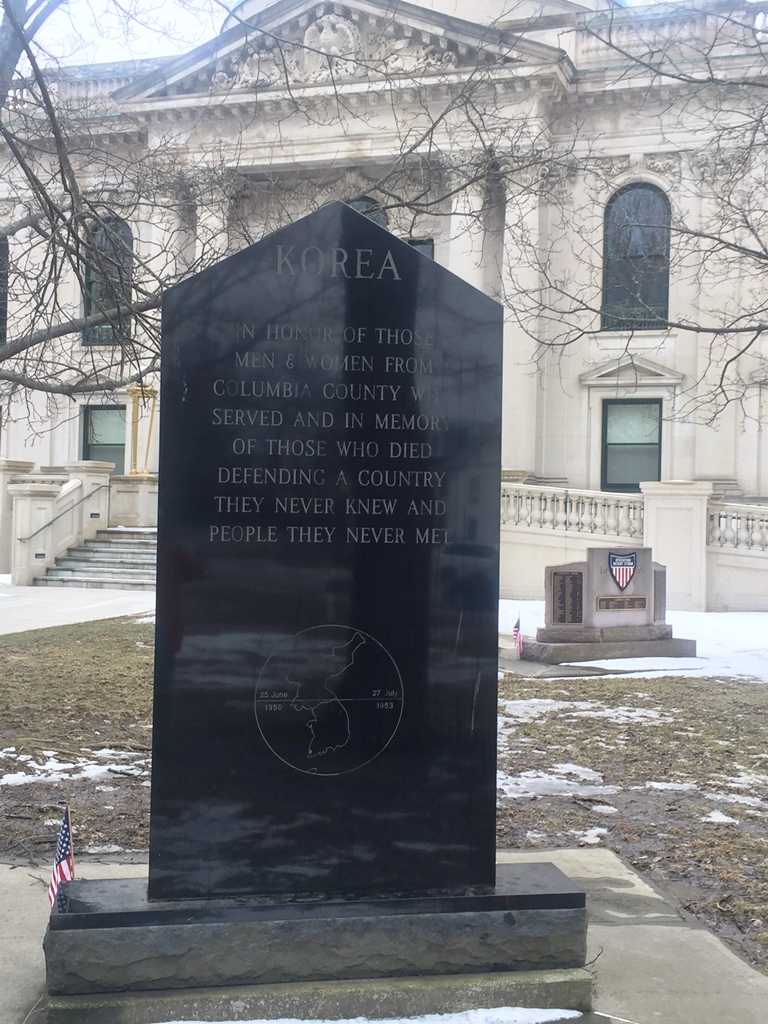 KOREA
IN HONOR OF THOSE
MEN & WOMEN FROM
COLUMBIA COUNTY
SERVED AND IN MEMORY
OF THOSE WHO DIED
DEFENDING A COUNTRY
THEY NEVER KNEW AND
PEOPLE THEY NEVER MET
25 June 27 July
1950 1953